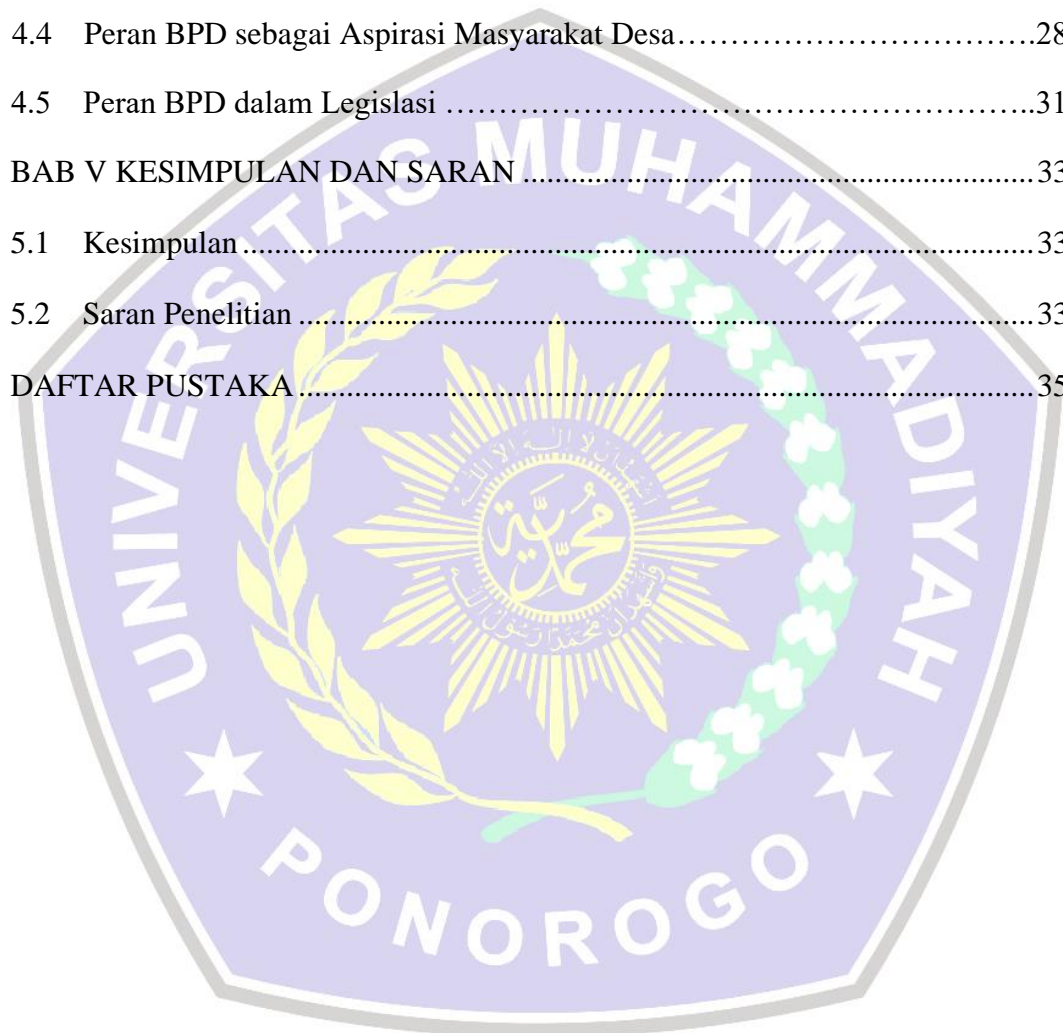 4.4 Peran BPD sebagai Aspirasi Masyarakat Desa……………………………….28
4.5 Peran BPD dalam Legislasi …………………………………………………...31
BAB V KESIMPULAN DAN SARAN ................................................................. 33
5.1 Kesimpulan ..................................................................................................... 33
5.2 Saran Penelitian .............................................................................................. 33
DAFTAR PUSTAKA ............................................................................................. 35
UNIVERSITAS MUHAMMADIYAH
PONOROGO
محمدية